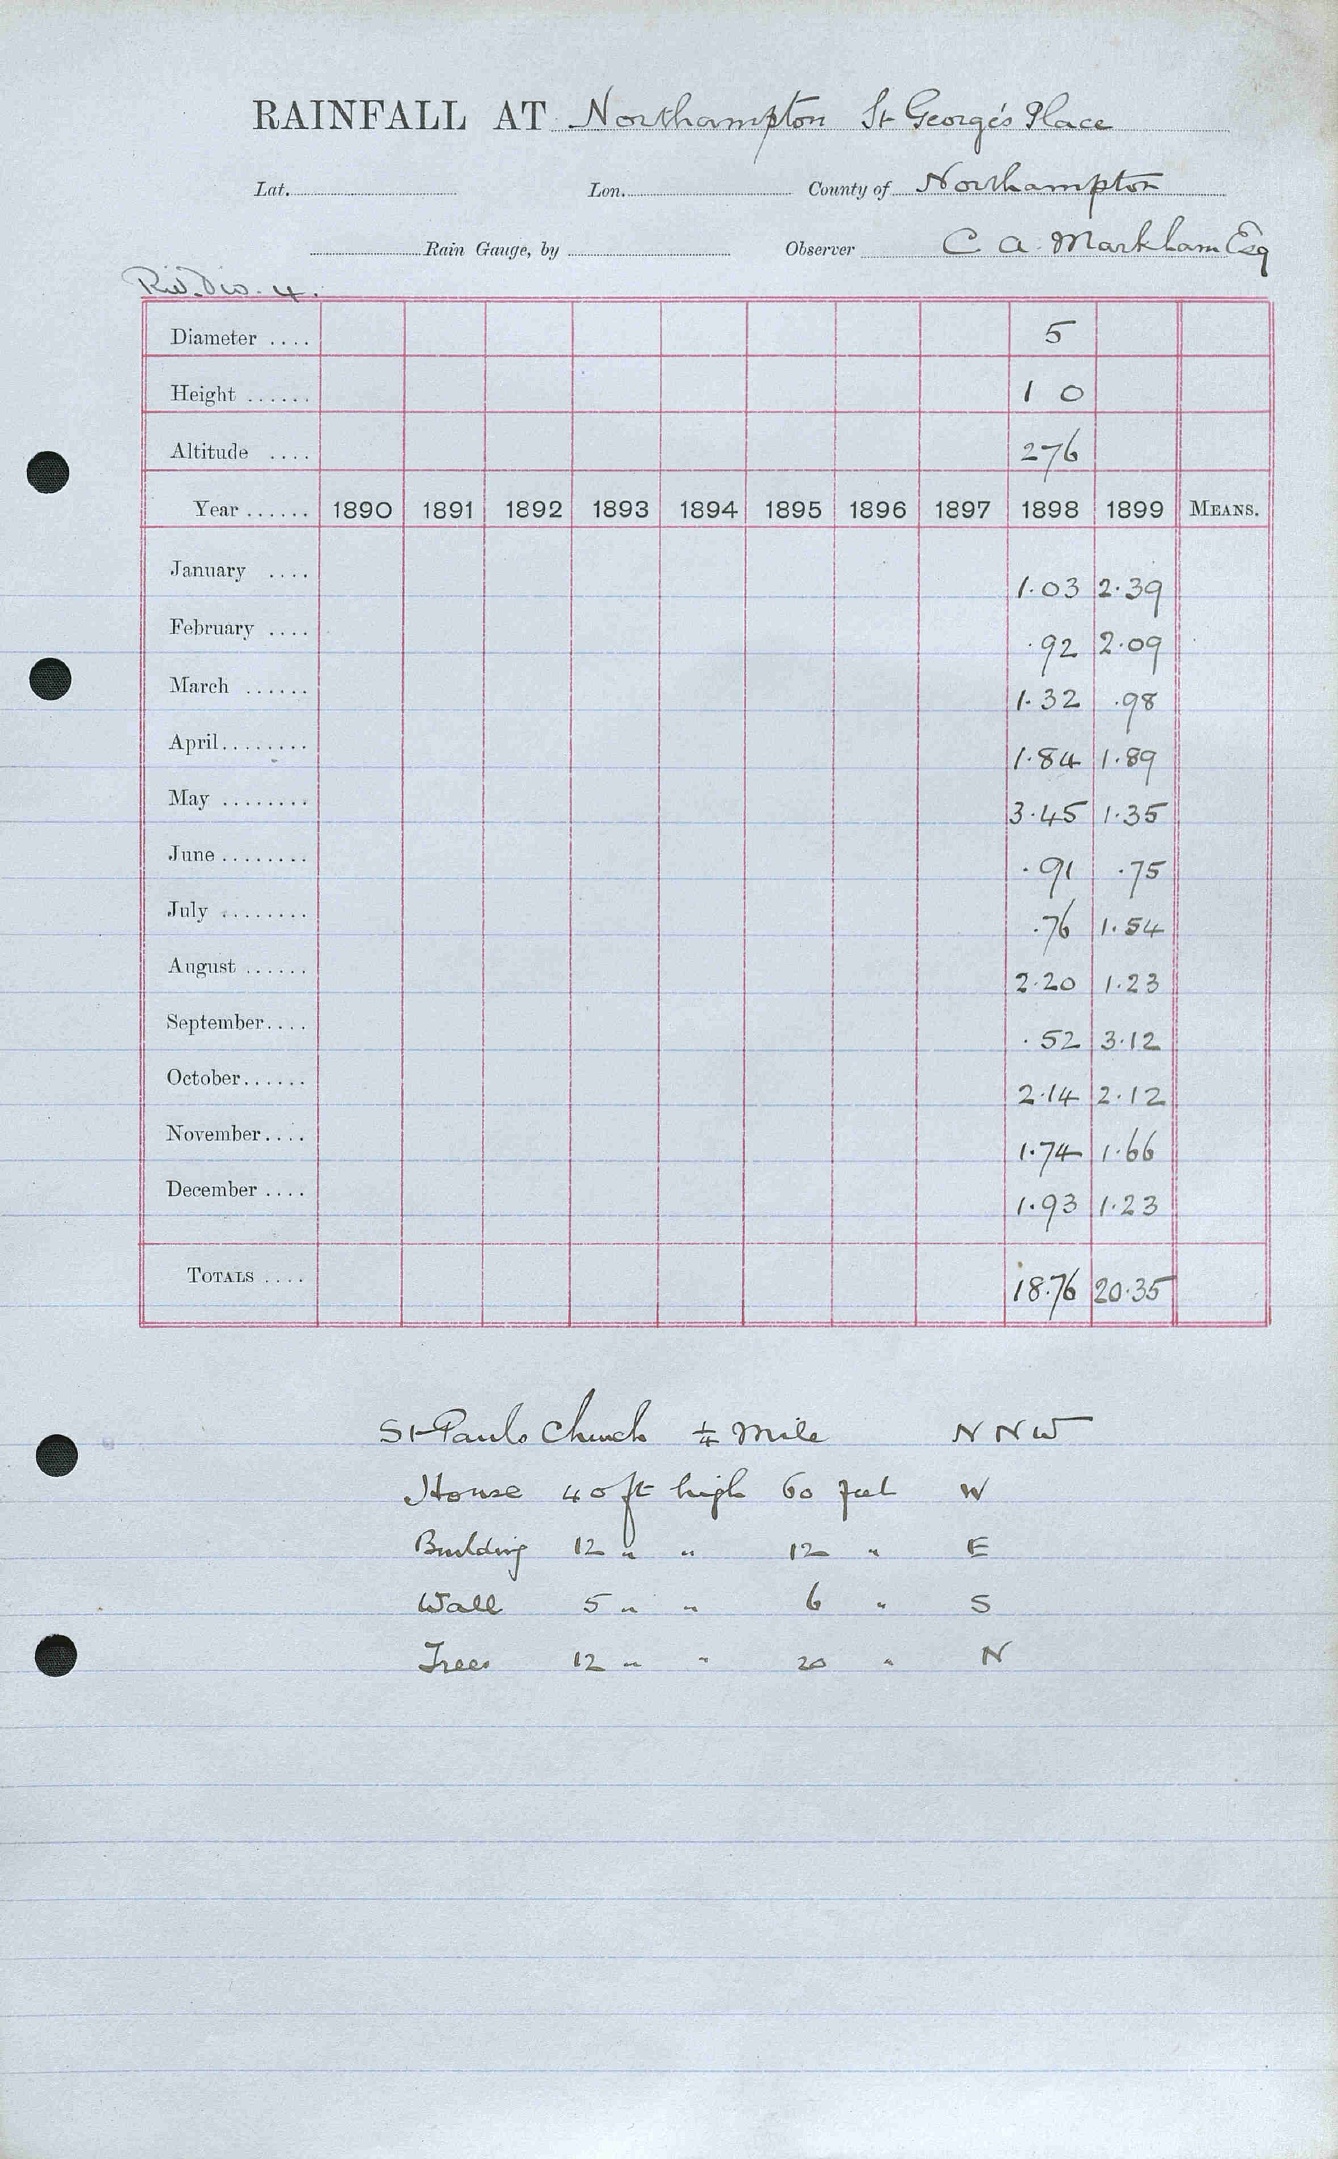 RAINFALL AT Northampton St George's Place
Lat. Lon. County of Northampton
Rain Gauge, by Observer C A Markham Esq
Riv. Div. 4.
Diameter .... 5
Height ...... 1 0
Altitude .... 276
Year ...... 1890 1891 1892 1893 1894 1895 1896 1897 1898 1899 MEANS.
January .... 1.03 2.39
February .... .92 2.09
March ...... 1.32 .98
April........ 1.84 1.89
May ........ 3.45 1.35
June ........ .91 .75
July ........ .76 1.54
August ...... 2.20 1.23
September.... .52 3.12
October...... 2.14 2.12
November.... 1.74 1.66
December .... 1.93 1.23
TOTALS .... 18.76 20.35
St Pauls Church ¼ Mile N N W
House 40 ft high 60 feet W
Building 12 " " 12 " E
Wall 5 " " 6 " S
Trees 12 " " 20 " N